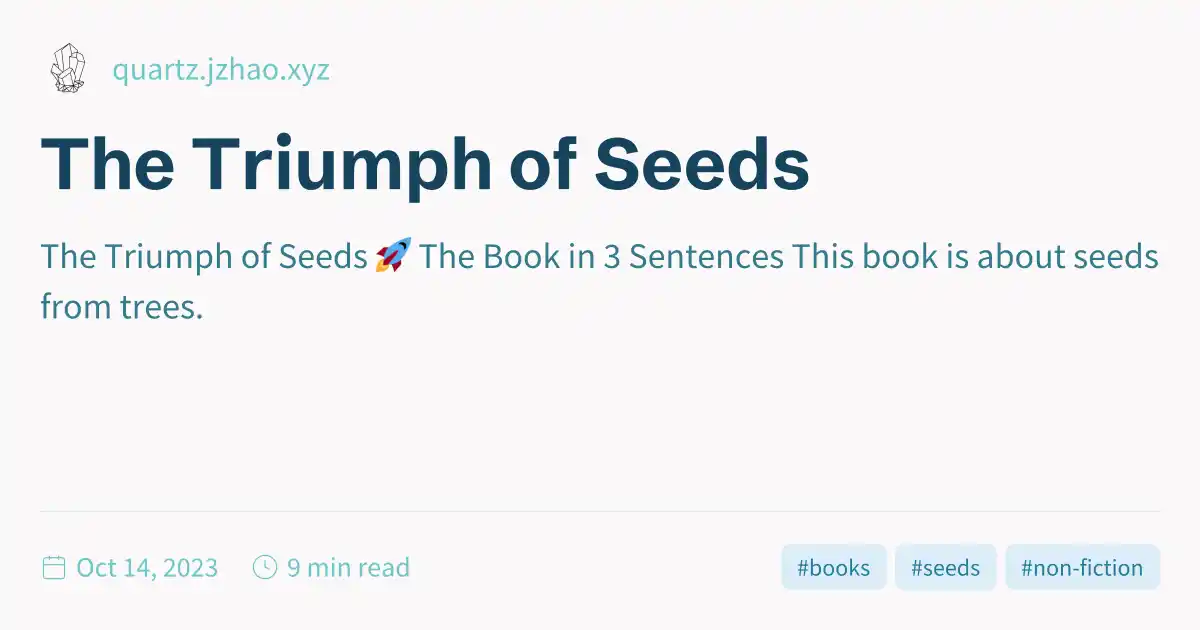 quartz.jzhao.xyz
The Triumph of Seeds
The Triumph of Seeds 🚀 The Book in 3 Sentences This book is about seeds
from trees.
Oct 14, 2023 9 min read #books #seeds #non-fiction